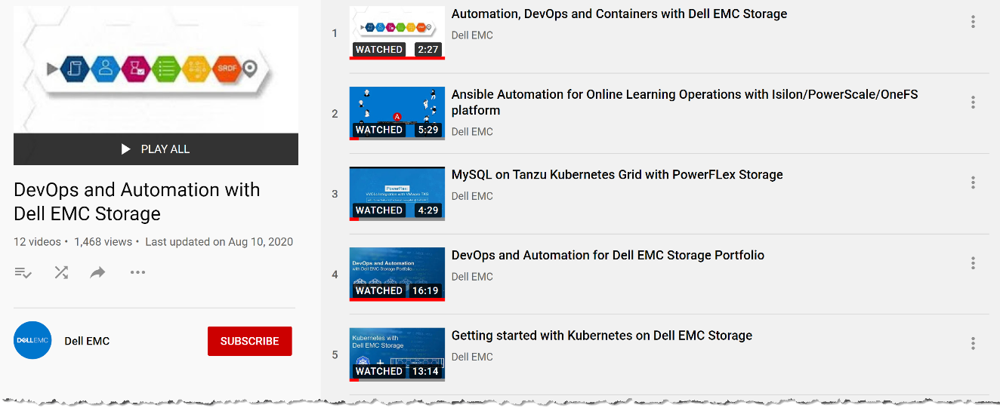 SRDF
PLAY ALL
DevOps and Automation with
Dell EMC Storage
12 videos • 1,468 views • Last updated on Aug 10, 2020
DELLEMC
Dell EMC
SUBSCRIBE
1
WATCHED
2:27
Automation, DevOps and Containers with Dell EMC Storage
Dell EMC
2
A
WATCHED
5:29
Ansible Automation for Online Learning Operations with Isilon/PowerScale/OneFS
platform
Dell EMC
3
PowerFlex:
VVOLs Integration with VMware TKG
WATCHED
4:29
MySQL on Tanzu Kubernetes Grid with PowerFLex Storage
Dell EMC
4
DevOps and Automation
with Dell EMC Storage Portfolio
WATCHED
16:19
DevOps and Automation for Dell EMC Storage Portfolio
Dell EMC
5
Kubernetes with
Dell EMC Storage
+
WATCHED
13:14
Getting started with Kubernetes on Dell EMC Storage
Dell EMC